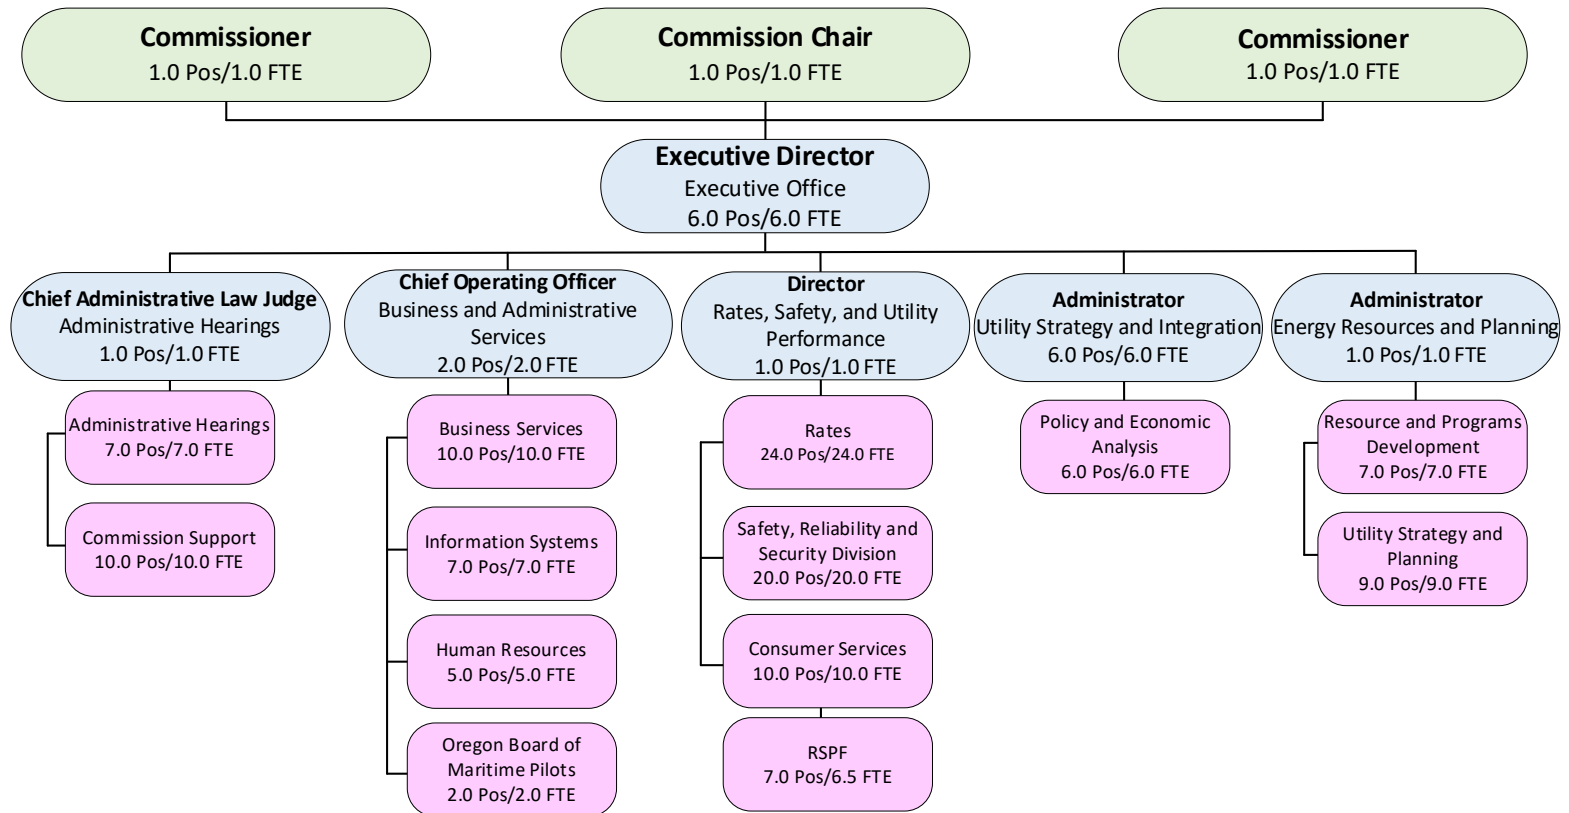 Commissioner
1.0 Pos/1.0 FTE
Commission Chair
1.0 Pos/1.0 FTE
Commissioner
1.0 Pos/1.0 FTE
Executive Director
Executive Office
6.0 Pos/6.0 FTE
Chief Administrative Law Judge
Administrative Hearings
1.0 Pos/1.0 FTE
Chief Operating Officer
Business and Administrative
Services
2.0 Pos/2.0 FTE
Director
Rates, Safety, and Utility
Performance
1.0 Pos/1.0 FTE
Administrator
Utility Strategy and Integration
6.0 Pos/6.0 FTE
Administrator
Energy Resources and Planning
1.0 Pos/1.0 FTE
Administrative Hearings
7.0 Pos/7.0 FTE
Commission Support
10.0 Pos/10.0 FTE
Business Services
10.0 Pos/10.0 FTE
Information Systems
7.0 Pos/7.0 FTE
Human Resources
5.0 Pos/5.0 FTE
Oregon Board of
Maritime Pilots
2.0 Pos/2.0 FTE
Rates
24.0 Pos/24.0 FTE
Safety, Reliability and
Security Division
20.0 Pos/20.0 FTE
Consumer Services
10.0 Pos/10.0 FTE
RSPF
7.0 Pos/6.5 FTE
Policy and Economic
Analysis
6.0 Pos/6.0 FTE
Resource and Programs
Development
7.0 Pos/7.0 FTE
Utility Strategy and
Planning
9.0 Pos/9.0 FTE